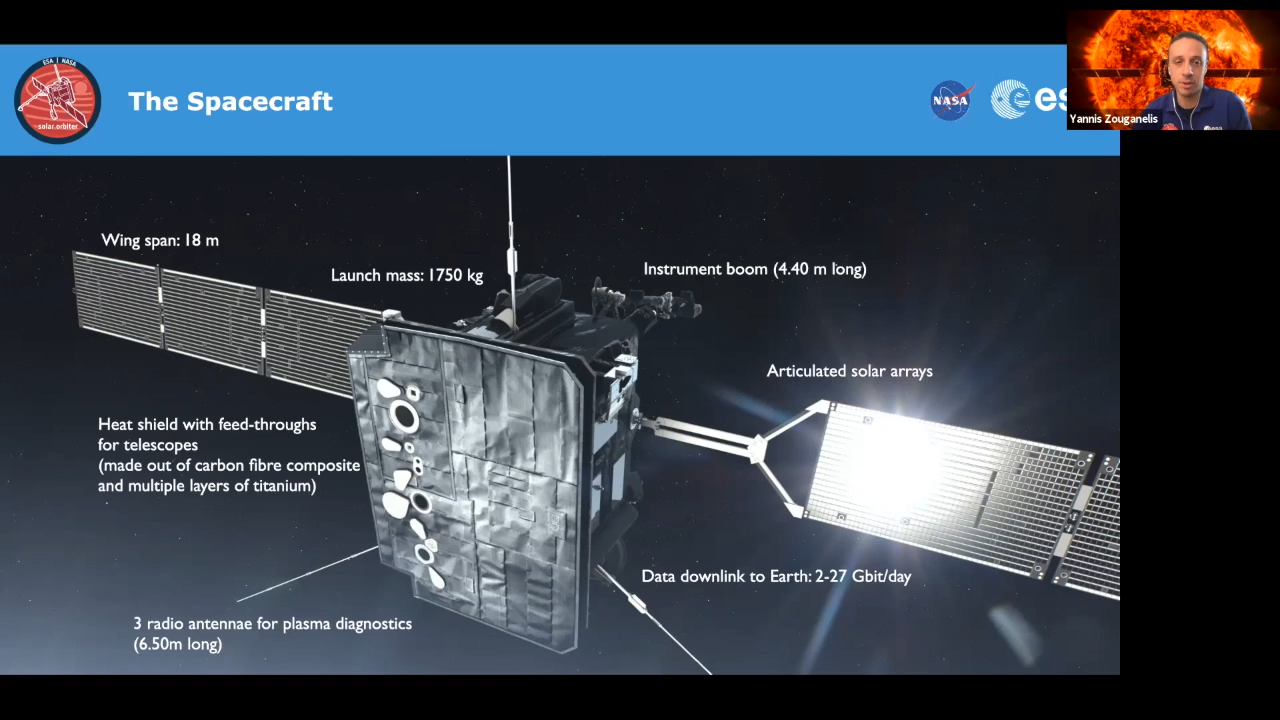 ESA | NASA
solar.orbiter
The Spacecraft
NASA
es
Yannis Zouganelis
esa
Wing span: 18 m
Launch mass: 1750 kg
Instrument boom (4.40 m long)
Articulated solar arrays
Heat shield with feed-throughs
for telescopes
(made out of carbon fibre composite
and multiple layers of titanium)
Data downlink to Earth: 2-27 Gbit/day
3 radio antennae for plasma diagnostics
(6.50m long)